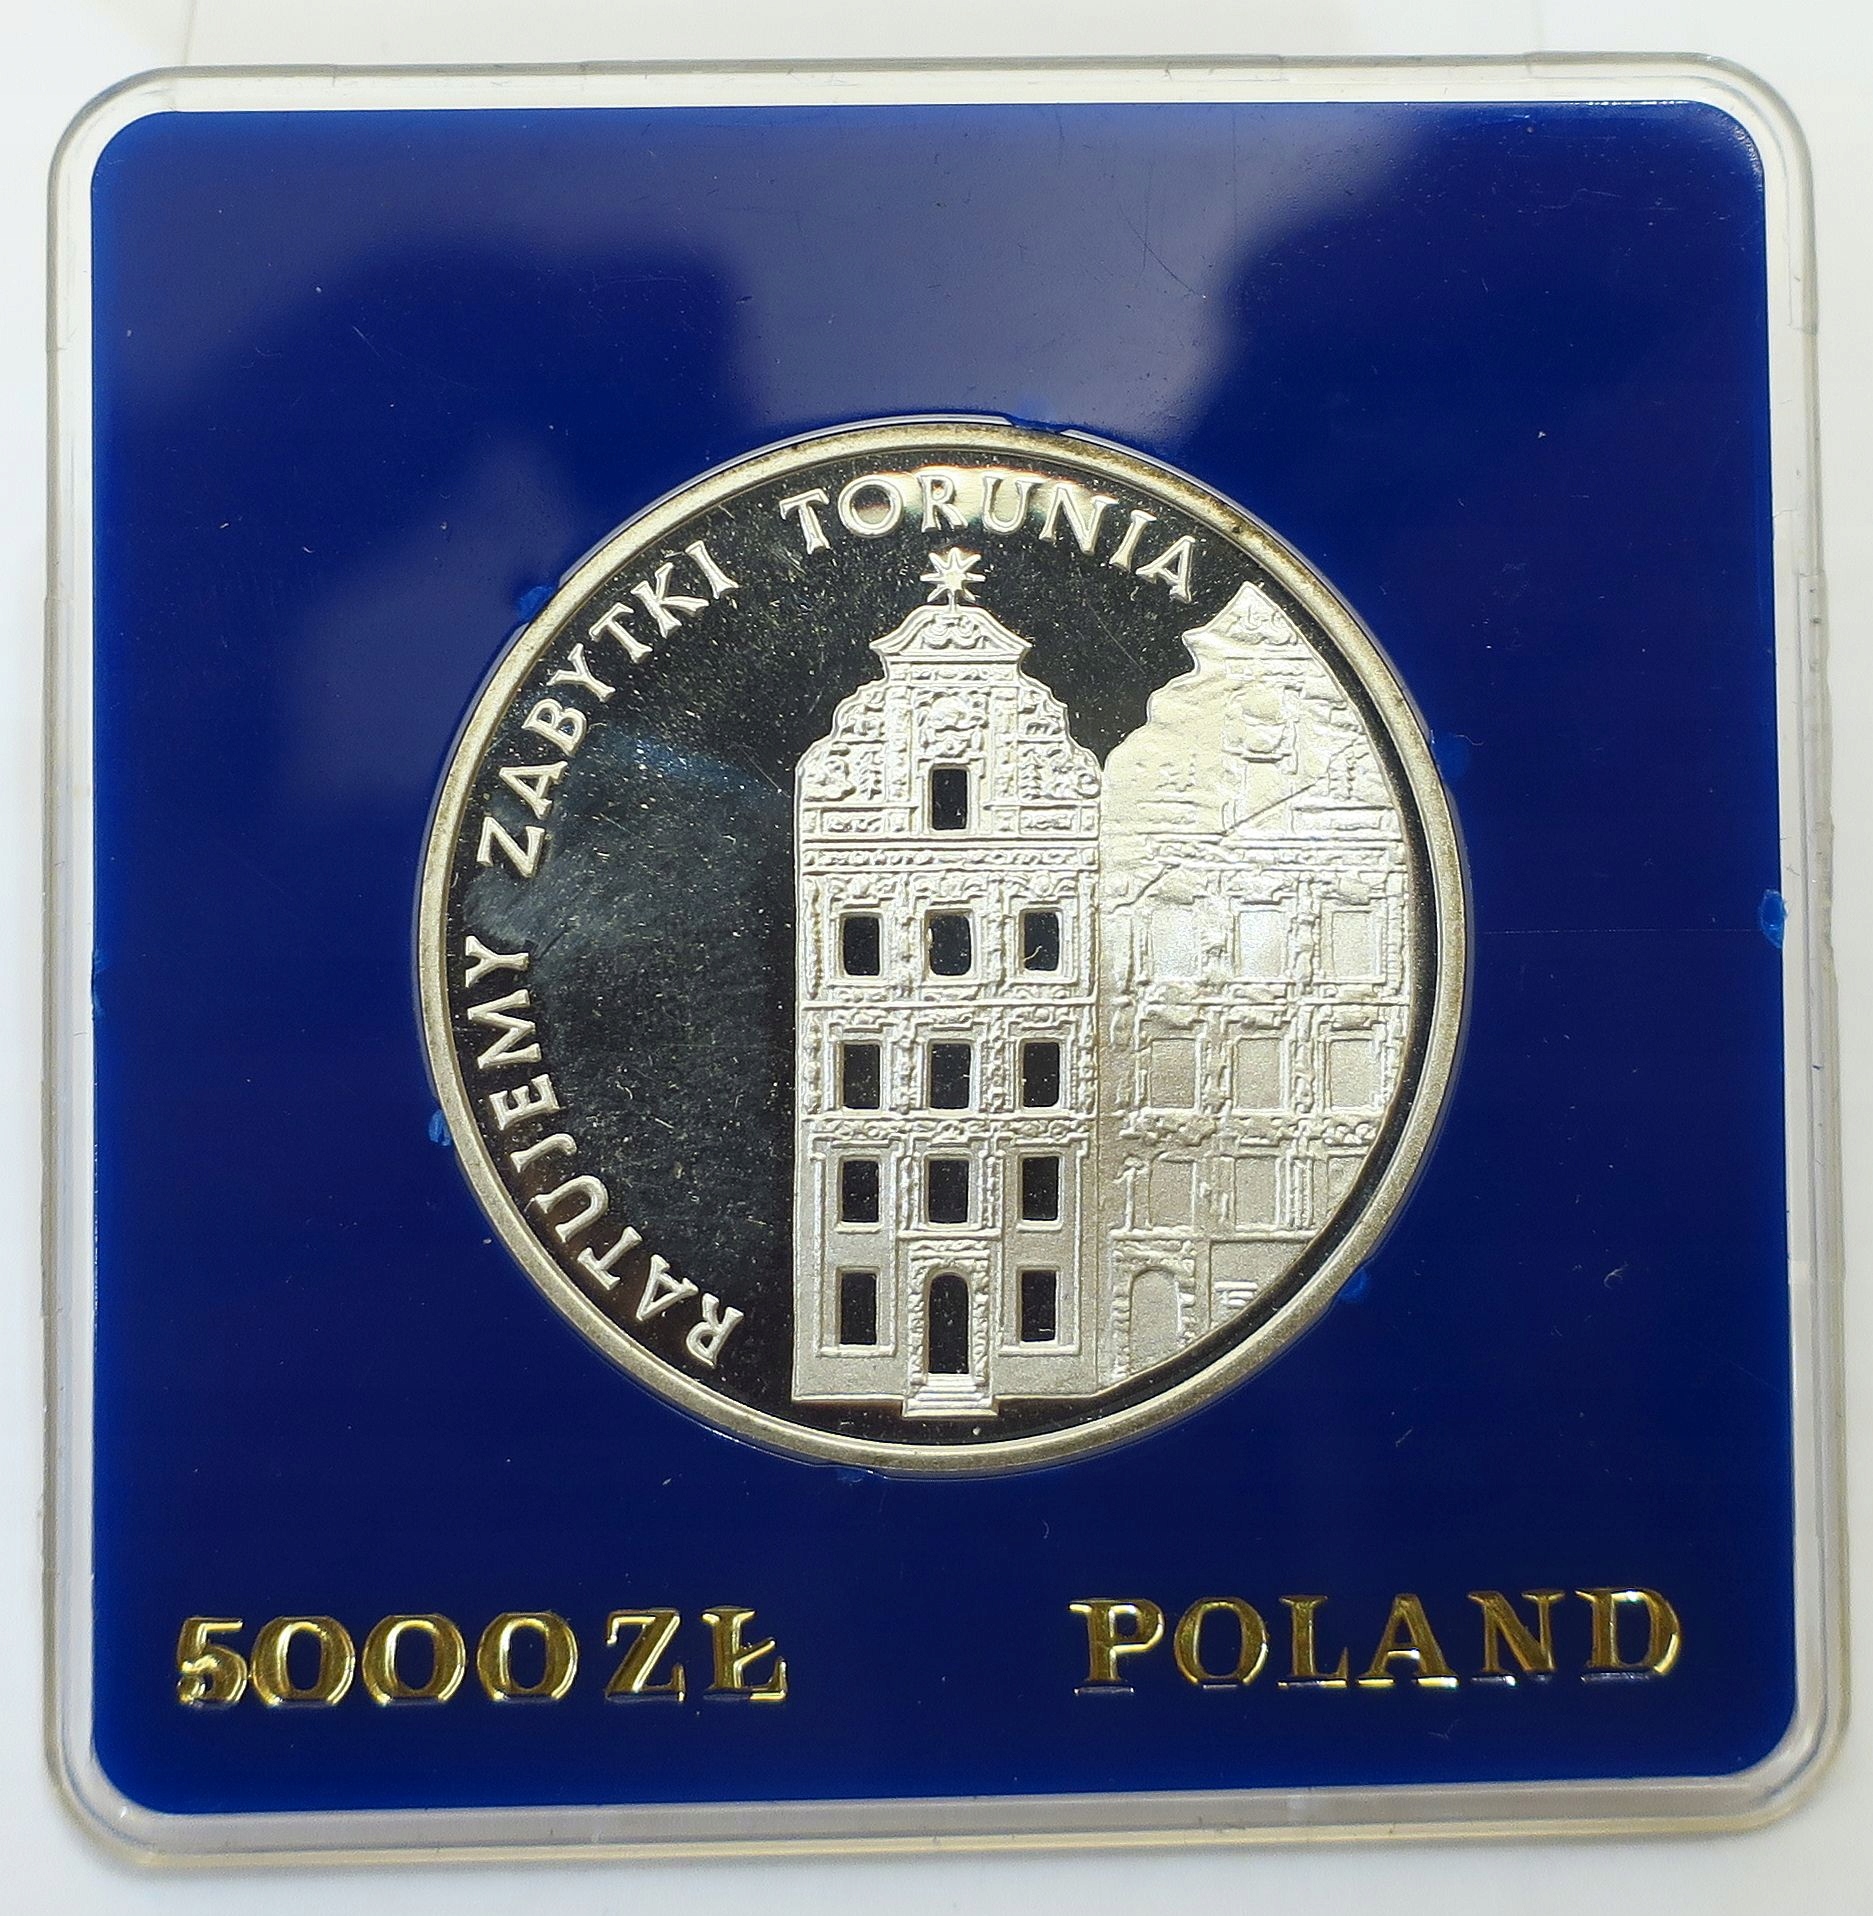 RATUJEMY ZABYTKI TORUNIA
5000 ZŁ POLAND